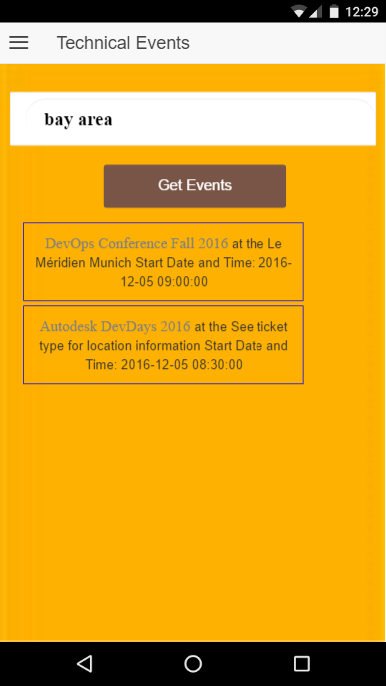 12:29
Technical Events
bay area
Get Events
DevOps Conference Fall 2016 at the Le
Méridien Munich Start Date and Time: 2016-
12-05 09:00:00
Autodesk DevDays 2016 at the See ticket
type for location information Start Date and
Time: 2016-12-05 08:30:00